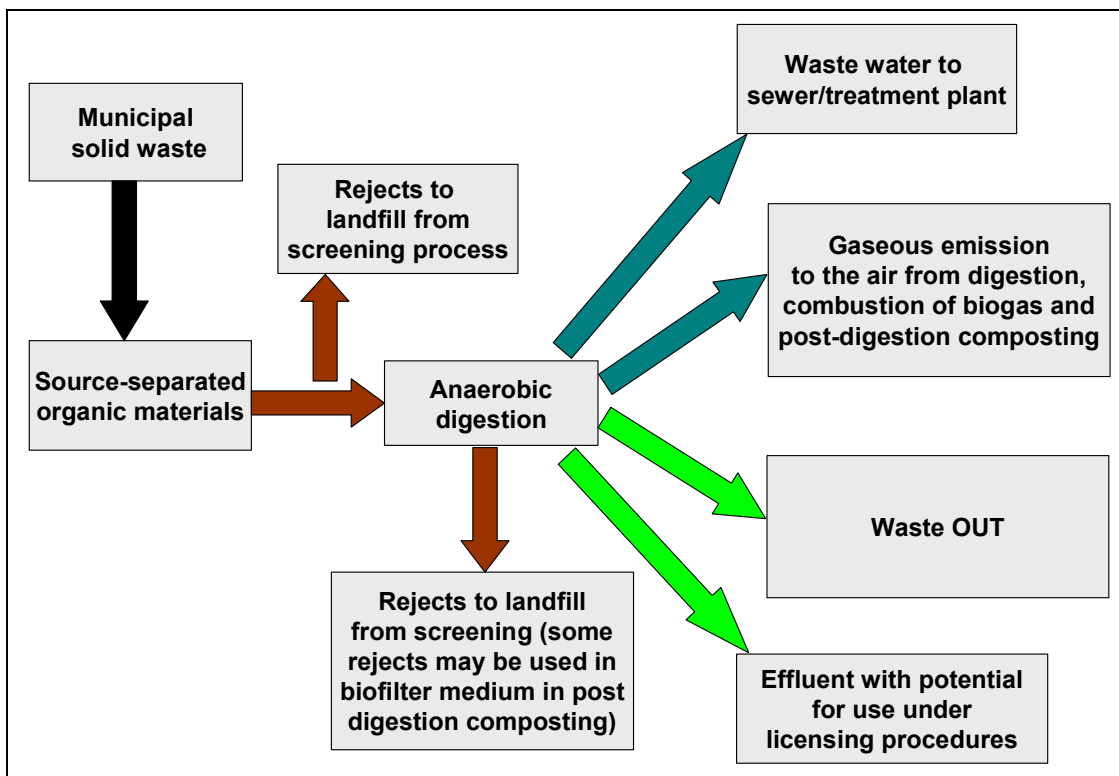 Municipal
solid waste
Rejects to
landfill from
screening process
Waste water to
sewer/treatment plant
Gaseous emission
to the air from digestion,
combustion of biogas and
post-digestion composting
Source-separated
organic materials
Anaerobic
digestion
Waste OUT
Rejects to landfill
from screening (some
rejects may be used in
biofilter medium in post
digestion composting)
Effluent with potential
for use under
licensing procedures